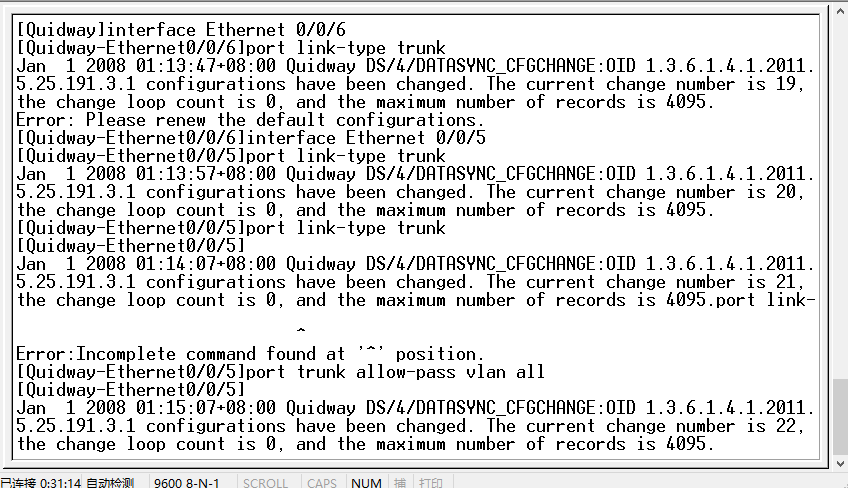 [Quidway]interface Ethernet 0/0/6
[Quidway-Ethernet0/0/6]port link-type trunk
Jan  1 2008 01:13:47+08:00 Quidway DS/4/DATASYNC_CFGCHANGE:OID 1.3.6.1.4.1.2011.
5.25.191.3.1 configurations have been changed. The current change number is 19,
the change loop count is 0, and the maximum number of records is 4095.
Error: Please renew the default configurations.
[Quidway-Ethernet0/0/6]interface Ethernet 0/0/5
[Quidway-Ethernet0/0/5]port link-type trunk
Jan  1 2008 01:13:57+08:00 Quidway DS/4/DATASYNC_CFGCHANGE:OID 1.3.6.1.4.1.2011.
5.25.191.3.1 configurations have been changed. The current change number is 20,
the change loop count is 0, and the maximum number of records is 4095.
[Quidway-Ethernet0/0/5]port link-type trunk
[Quidway-Ethernet0/0/5]
Jan  1 2008 01:14:07+08:00 Quidway DS/4/DATASYNC_CFGCHANGE:OID 1.3.6.1.4.1.2011.
5.25.191.3.1 configurations have been changed. The current change number is 21,
the change loop count is 0, and the maximum number of records is 4095.port link-
^
Error:Incomplete command found at '^' position.
[Quidway-Ethernet0/0/5]port trunk allow-pass vlan all
[Quidway-Ethernet0/0/5]
Jan  1 2008 01:15:07+08:00 Quidway DS/4/DATASYNC_CFGCHANGE:OID 1.3.6.1.4.1.2011.
5.25.191.3.1 configurations have been changed. The current change number is 22,
the change loop count is 0, and the maximum number of records is 4095.
已连接 0:31:14 自动检测 9600 8-N-1 SCROLL CAPS NUM 捕 打印